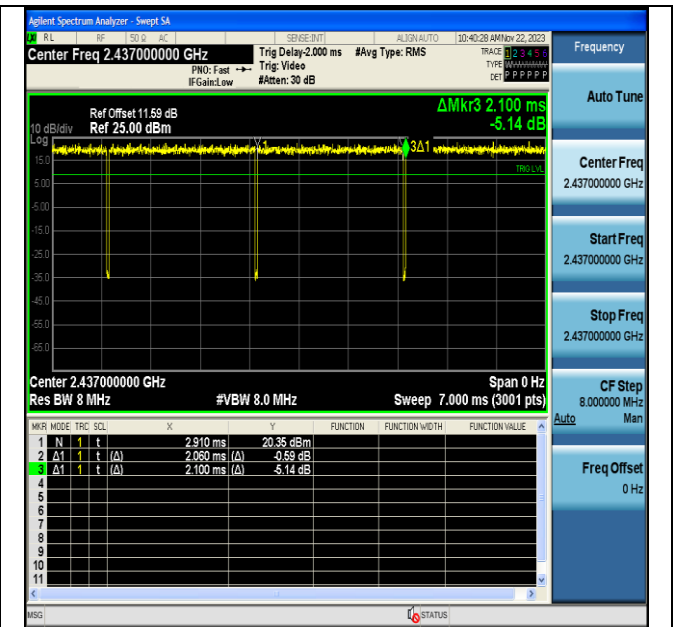 Agilent Spectrum Analyzer - Swept SA
LXI RL RF 50 Ω AC SENSE:INT ALIGN AUTO 10:40:28 AM Nov 22, 2023
Center Freq 2.437000000 GHz Trig Delay-2.000 ms #Avg Type: RMS TRACE 1 2 3 4 5 6
PNO: Fast Trig: Video TYPE
IFGain:Low #Atten: 30 dB DET P P P P P P
Frequency
Auto Tune
ΔMkr3 2.100 ms
-5.14 dB
Ref Offset 11.59 dB
10 dB/div Ref 25.00 dBm
Log
15.0
5.00
-5.00
-15.0
-25.0
-35.0
-45.0
-55.0
-65.0
1
3Δ1
TRIG LVL
Center 2.437000000 GHz Span 0 Hz
Res BW 8 MHz #VBW 8.0 MHz Sweep 7.000 ms (3001 pts)
Center Freq
2.437000000 GHz
Start Freq
2.437000000 GHz
Stop Freq
2.437000000 GHz
CF Step
8.000000 MHz
Auto Man
Freq Offset
0 Hz
MKR MODE TRC SCL X Y FUNCTION FUNCTION WIDTH FUNCTION VALUE
1 N 1 t 2.910 ms 20.35 dBm
2 Δ1 1 t (Δ) 2.060 ms (Δ) -0.59 dB
3 Δ1 1 t (Δ) 2.100 ms (Δ) -5.14 dB
4
5
6
7
8
9
10
11
MSG STATUS